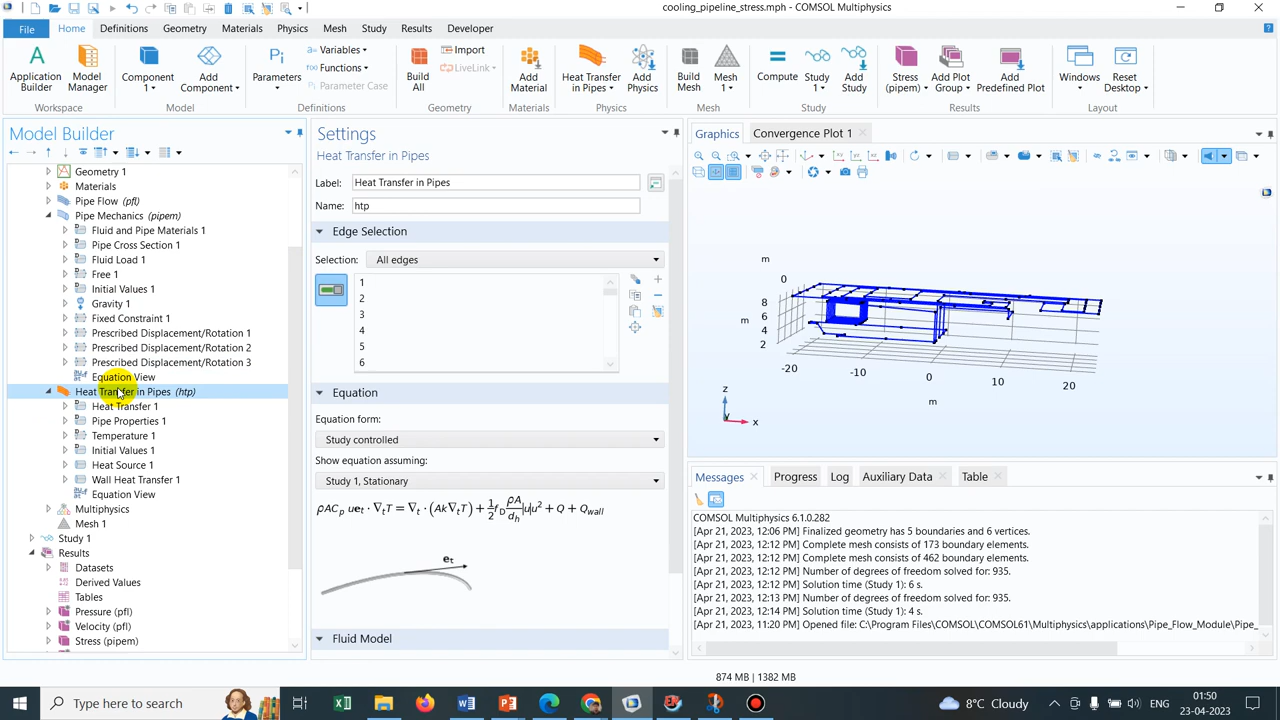 cooling_pipeline_stress.mph - COMSOL Multiphysics
File
Home
Definitions
Geometry
Materials
Physics
Mesh
Study
Results
Developer
Application Builder
Model Manager
Workspace
Component 1
Add Component
Model
Parameters
Variables
Functions
Parameter Case
Definitions
Build All
Import
LiveLink
Geometry
Add Material
Materials
Heat Transfer in Pipes
Add Physics
Physics
Build Mesh
Mesh 1
Mesh
Compute
Study 1
Add Study
Study
Stress (pipem)
Add Plot Group
Add Predefined Plot
Results
Windows
Reset Desktop
Layout
Model Builder
Geometry 1
Materials
Pipe Flow (pfl)
Pipe Mechanics (pipem)
Fluid and Pipe Materials 1
Pipe Cross Section 1
Fluid Load 1
Free 1
Initial Values 1
Gravity 1
Fixed Constraint 1
Prescribed Displacement/Rotation 1
Prescribed Displacement/Rotation 2
Prescribed Displacement/Rotation 3
Equation View
Heat Transfer in Pipes (htp)
Heat Transfer 1
Pipe Properties 1
Temperature 1
Initial Values 1
Heat Source 1
Wall Heat Transfer 1
Equation View
Multiphysics
Mesh 1
Study 1
Results
Datasets
Derived Values
Tables
Pressure (pfl)
Velocity (pfl)
Stress (pipem)
Settings
Heat Transfer in Pipes
Label: Heat Transfer in Pipes
Name: htp
Edge Selection
Selection: All edges
1
2
3
4
5
6
Equation
Equation form:
Study controlled
Show equation assuming:
Study 1, Stationary
ρAC_p ue_t · ∇_tT = ∇_t · (Ak∇_tT) + 1/2 f_D ρA/d_h |u|u² + Q + Q_wall
e_t
Fluid Model
Graphics
Convergence Plot 1
m
0
8
6
m
4
2
-20
-10
0
10
20
m
z
y
x
Messages
Progress
Log
Auxiliary Data
Table
COMSOL Multiphysics 6.1.0.282
[Apr 21, 2023, 12:06 PM] Finalized geometry has 5 boundaries and 6 vertices.
[Apr 21, 2023, 12:12 PM] Complete mesh consists of 173 boundary elements.
[Apr 21, 2023, 12:12 PM] Complete mesh consists of 462 boundary elements.
[Apr 21, 2023, 12:12 PM] Number of degrees of freedom solved for: 935.
[Apr 21, 2023, 12:12 PM] Solution time (Study 1): 6 s.
[Apr 21, 2023, 12:13 PM] Number of degrees of freedom solved for: 935.
[Apr 21, 2023, 12:14 PM] Solution time (Study 1): 4 s.
[Apr 21, 2023, 11:20 PM] Opened file: C:\Program Files\COMSOL\COMSOL61\Multiphysics\applications\Pipe_Flow_Module\Pipe_
874 MB | 1382 MB
Type here to search
8°C Cloudy
ENG
01:50
23-04-2023